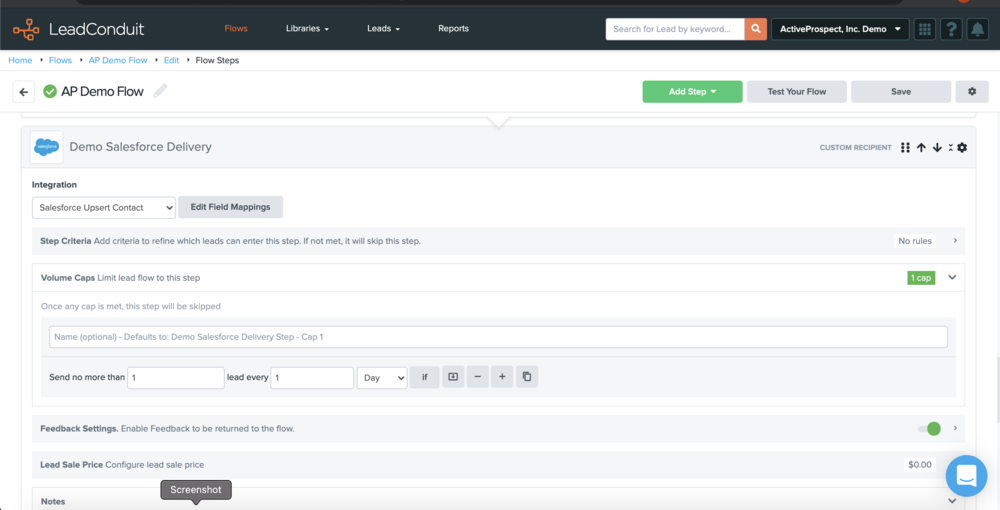 LeadConduit
Flows
Libraries
Leads
Reports
Search for Lead by keyword...
ActiveProspect, Inc. Demo
?
Home
Flows
AP Demo Flow
Edit
Flow Steps
AP Demo Flow
Add Step
Test Your Flow
Save
salesforce
Demo Salesforce Delivery
CUSTOM RECIPIENT
Integration
Salesforce Upsert Contact
Edit Field Mappings
Step Criteria Add criteria to refine which leads can enter this step. If not met, it will skip this step.
No rules
Volume Caps Limit lead flow to this step
1 cap
Once any cap is met, this step will be skipped
Name (optional) - Defaults to: Demo Salesforce Delivery Step - Cap 1
Send no more than 1 lead every 1 Day if
Feedback Settings. Enable Feedback to be returned to the flow.
Lead Sale Price Configure lead sale price
$0.00
Screenshot
Notes